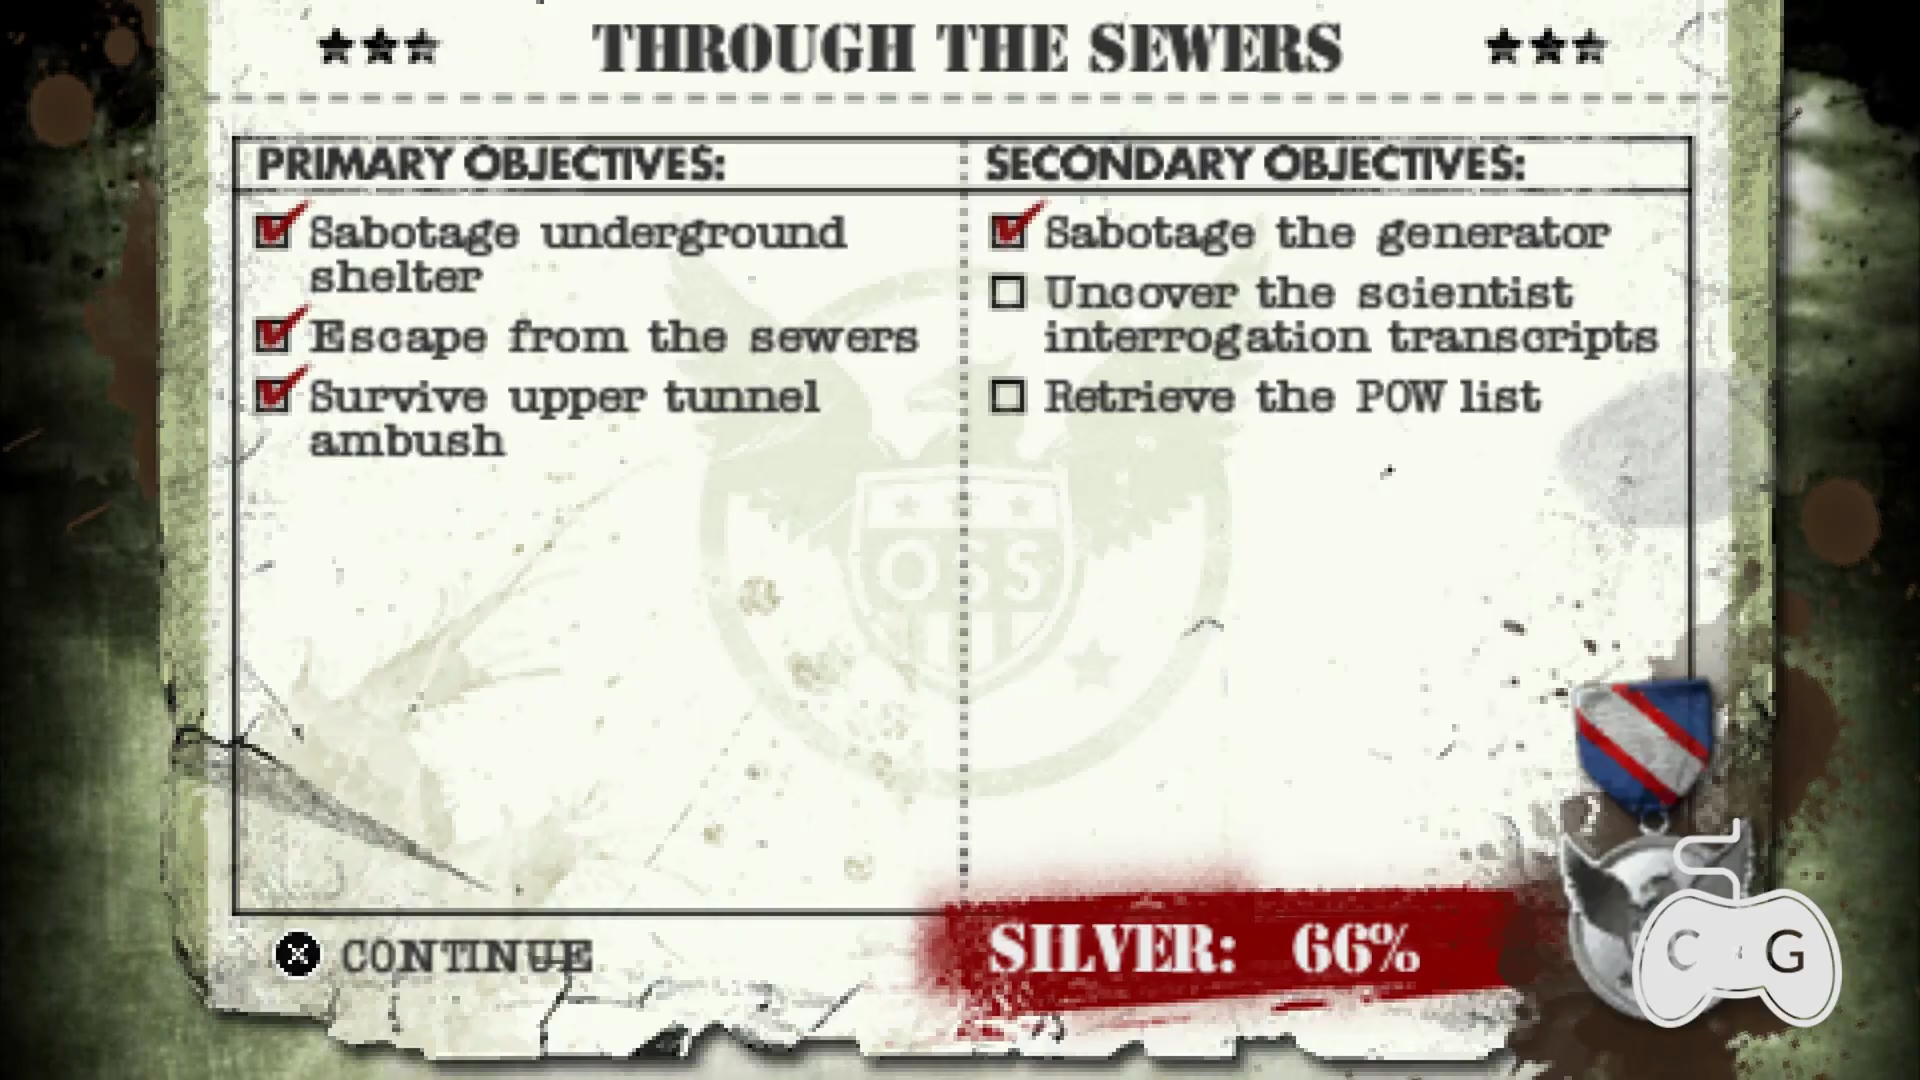 THROUGH THE SEWERS
PRIMARY OBJECTIVES:
Sabotage underground
shelter
Escape from the sewers
Survive upper tunnel
ambush
SECONDARY OBJECTIVES:
Sabotage the generator
Uncover the scientist
interrogation transcripts
Retrieve the POW list
OSS
CONTINUE
SILVER: 66%
C G